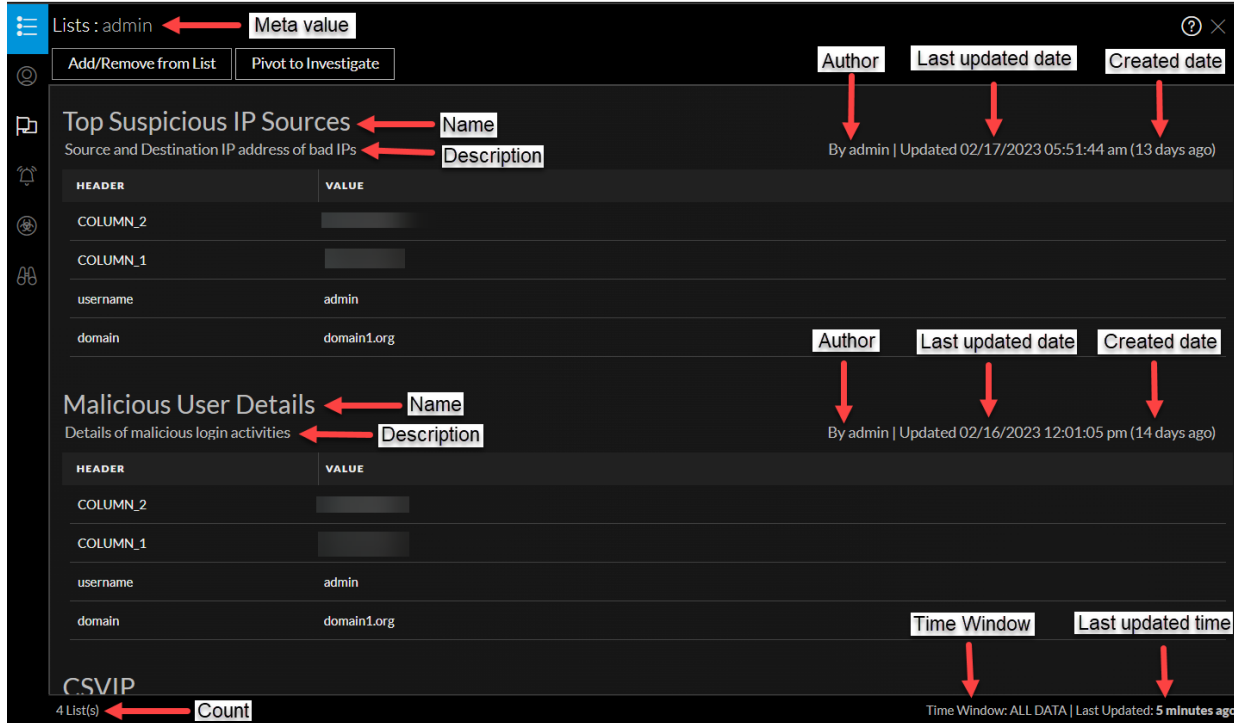 Lists : admin Meta value
Add/Remove from List Pivot to Investigate
Author Last updated date Created date
Top Suspicious IP Sources Name
Source and Destination IP address of bad IPs Description
By admin | Updated 02/17/2023 05:51:44 am (13 days ago)
HEADER VALUE
COLUMN_2
COLUMN_1
username admin
domain domain1.org
Author Last updated date Created date
Malicious User Details Name
Details of malicious login activities Description
By admin | Updated 02/16/2023 12:01:05 pm (14 days ago)
HEADER VALUE
COLUMN_2
COLUMN_1
username admin
domain domain1.org
Time Window Last updated time
CSVIP
4 List(s) Count
Time Window: ALL DATA | Last Updated: 5 minutes ago